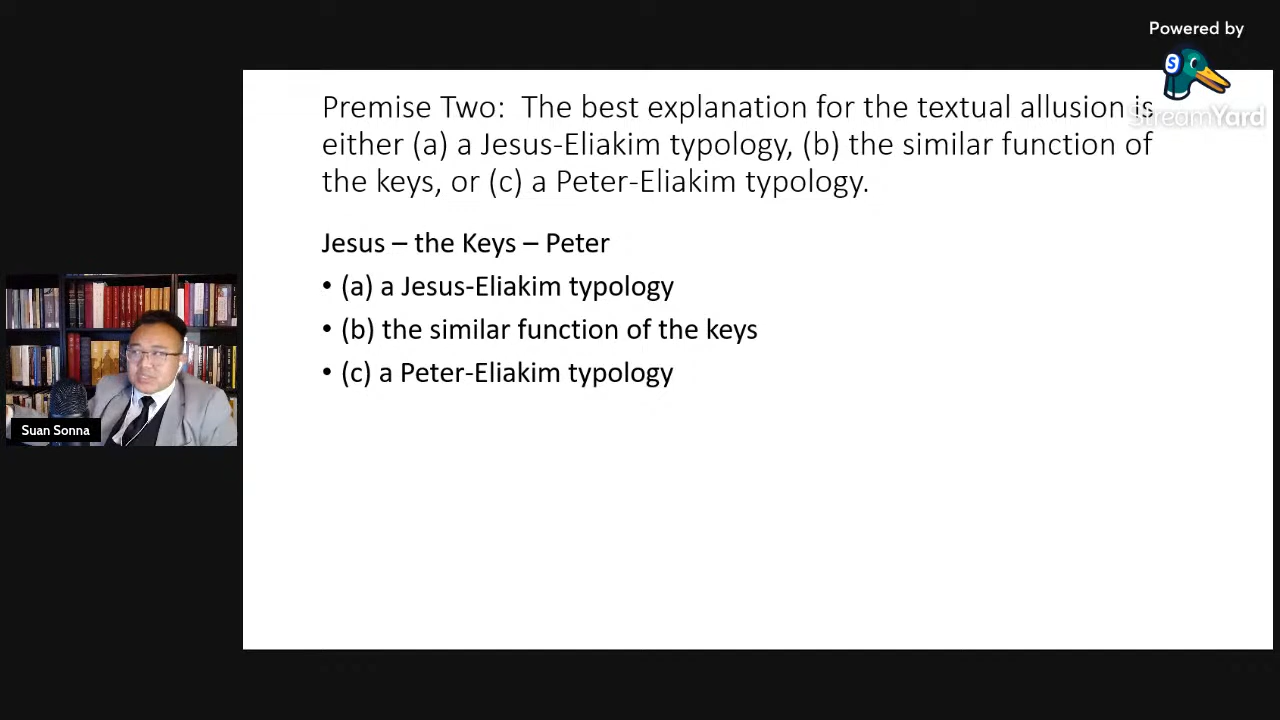 Powered by
StreamYard
Premise Two:  The best explanation for the textual allusion is
either (a) a Jesus-Eliakim typology, (b) the similar function of
the keys, or (c) a Peter-Eliakim typology.
Jesus – the Keys – Peter
• (a) a Jesus-Eliakim typology
• (b) the similar function of the keys
• (c) a Peter-Eliakim typology
Suan Sonna